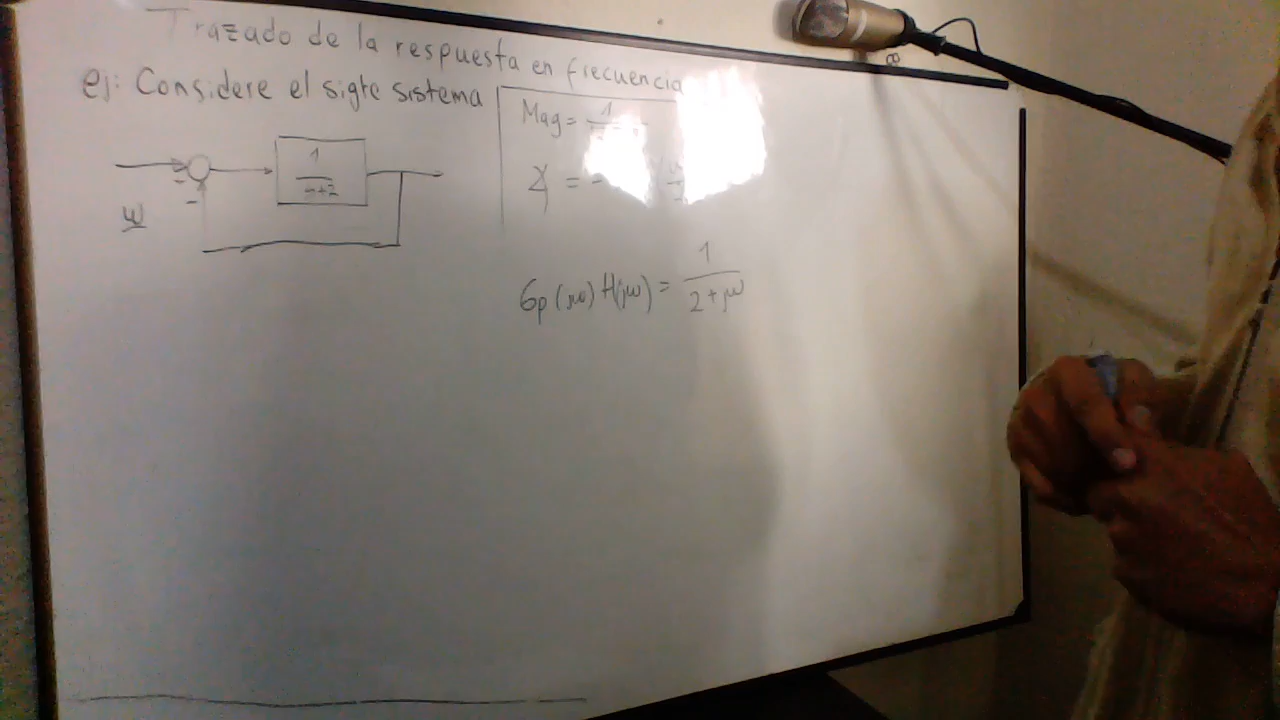 Trazado de la respuesta en frecuencia
ej: Considere el sigte sistema
Mag = 1
1
s+2
-
ω
∠ = -
Gp(jω) H(jω) = 1 / 2 + jω